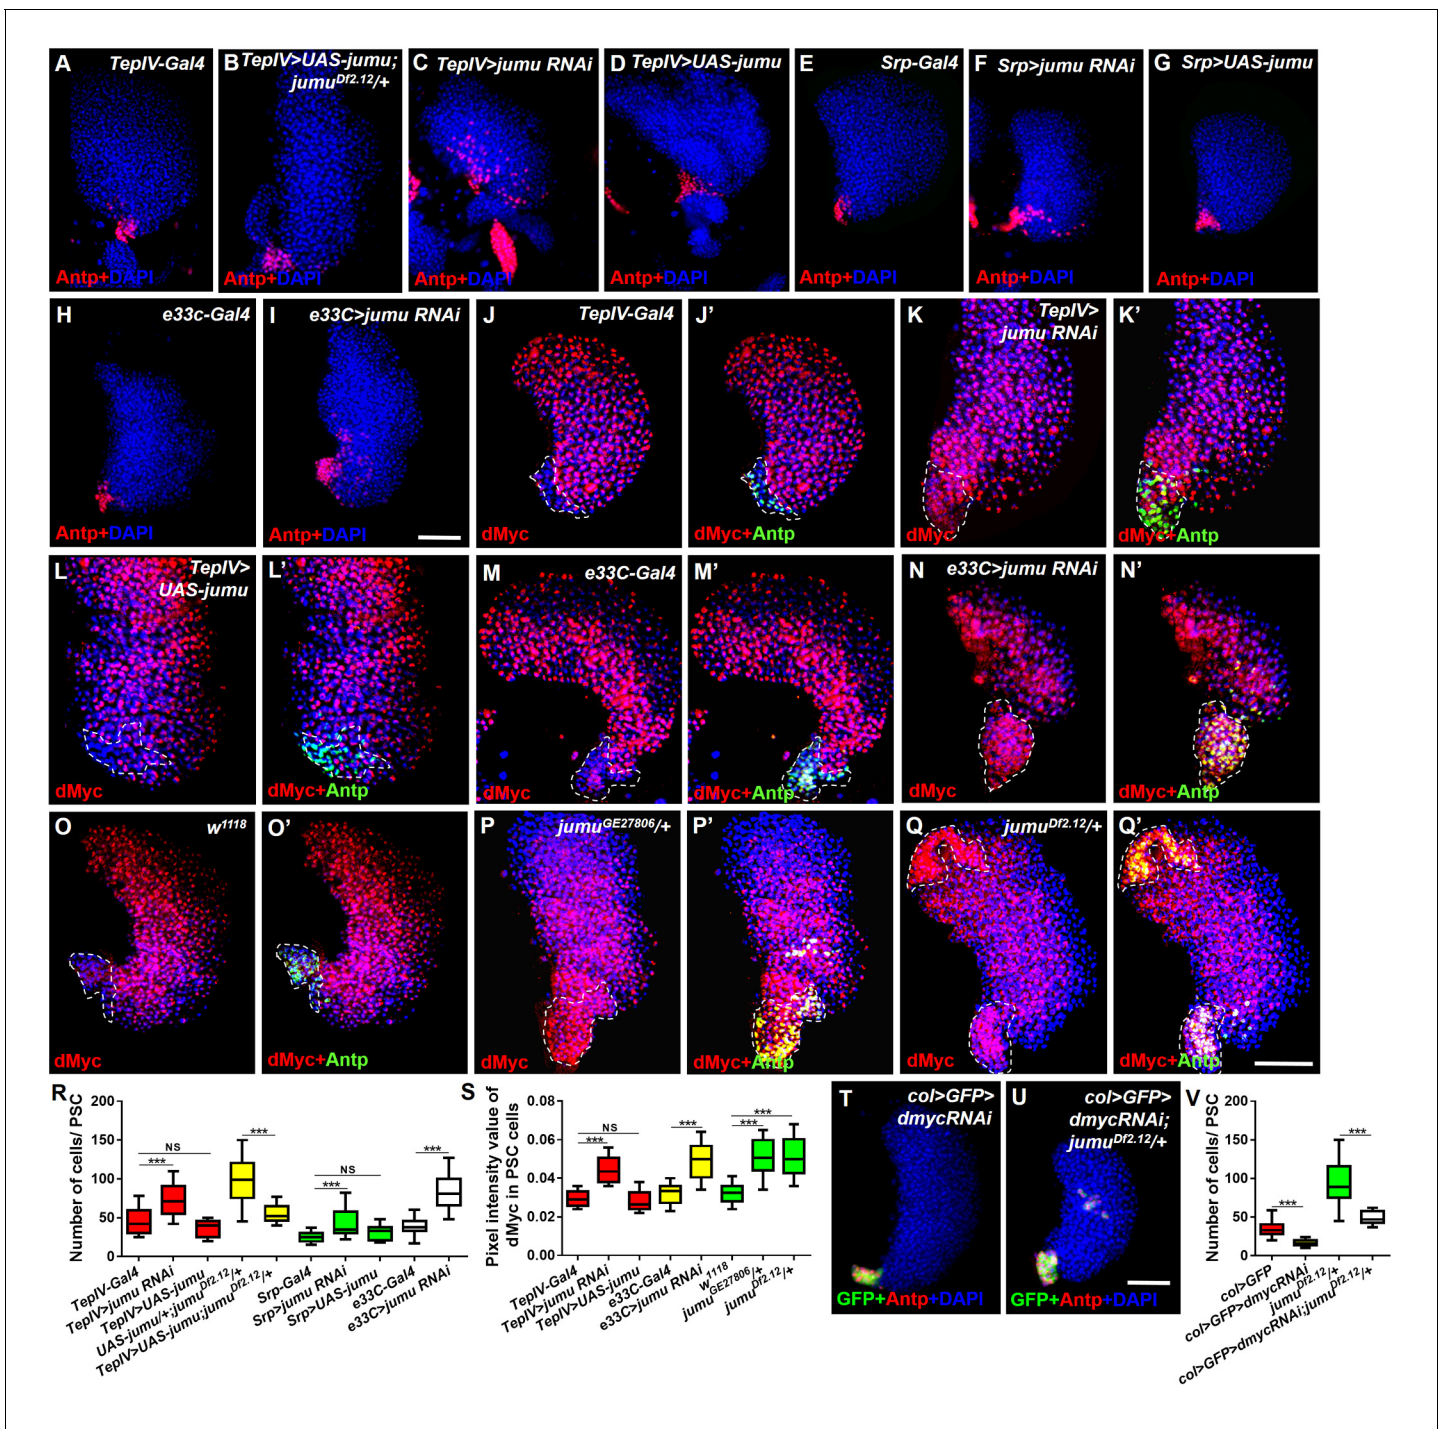 A TepIV-Gal4
Antp+DAPI
B TepIV>UAS-jumu;
jumuDf2.12/+
Antp+DAPI
C TepIV>jumu RNAi
Antp+DAPI
D TepIV>UAS-jumu
Antp+DAPI
E Srp-Gal4
Antp+DAPI
F Srp>jumu RNAi
Antp+DAPI
G Srp>UAS-jumu
Antp+DAPI
H e33c-Gal4
Antp+DAPI
I e33C>jumu RNAi
Antp+DAPI
J TepIV-Gal4
dMyc
J'
dMyc+Antp
K TepIV>
jumu RNAi
dMyc
K'
dMyc+Antp
L TepIV>
UAS-jumu
dMyc
L'
dMyc+Antp
M e33C-Gal4
dMyc
M'
dMyc+Antp
N e33C>jumu RNAi
dMyc
N'
dMyc+Antp
O w1118
dMyc
O'
dMyc+Antp
P jumuGE27806/+
dMyc
P'
dMyc+Antp
Q jumuDf2.12/+
dMyc
Q'
dMyc+Antp
R
Number of cells/ PSC
200
150
100
50
0
NS
***
***
NS
***
***
TepIV-Gal4
TepIV>jumu RNAi
TepIV>UAS-jumu
UAS-jumu/+;jumuDf2.12/+
TepIV>UAS-jumu;jumuDf2.12/+
Srp-Gal4
Srp>jumu RNAi
Srp>UAS-jumu
e33C-Gal4
e33C>jumu RNAi
S
Pixel intensity value of
dMyc in PSC cells
0.08
0.06
0.04
0.02
0.00
NS
***
***
***
***
TepIV-Gal4
TepIV>jumu RNAi
TepIV>UAS-jumu
e33C-Gal4
e33C>jumu RNAi
w1118
jumuGE27806/+
jumuDf2.12/+
T col>GFP>
dmycRNAi
GFP+Antp+DAPI
U col>GFP>
dmycRNAi;
jumuDf2.12/+
GFP+Antp+DAPI
V
Number of cells/ PSC
200
150
100
50
0
***
***
col>GFP
col>GFP>dmycRNAi
jumuDf2.12/+
col>GFP>dmycRNAi;jumuDf2.12/+